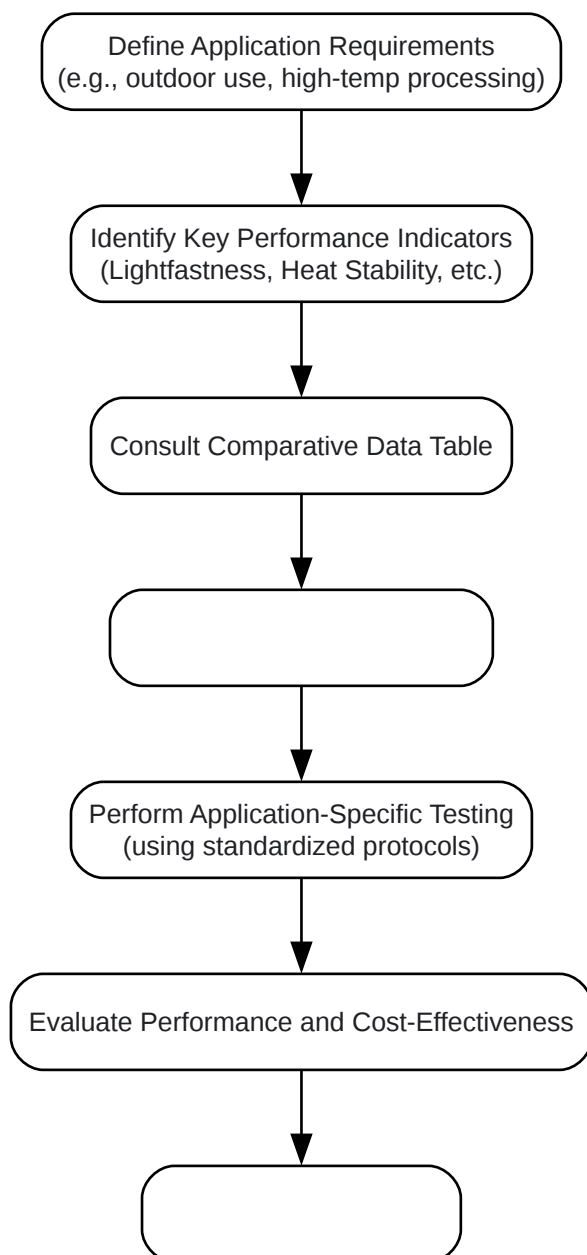 Define Application Requirements
(e.g., outdoor use, high-temp processing)
Identify Key Performance Indicators
(Lightfastness, Heat Stability, etc.)
Consult Comparative Data Table
Perform Application-Specific Testing
(using standardized protocols)
Evaluate Performance and Cost-Effectiveness